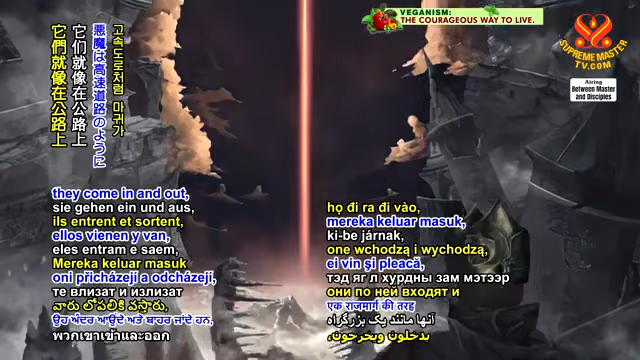 VEGANISM:
THE COURAGEOUS WAY TO LIVE.
SUPREME MASTER
TV.COM
Airing
Between Master
and Disciples
고속도로처럼 마귀가
悪魔は高速道路のように
它们就像在公路上
它們就像在公路上
they come in and out,
sie gehen ein und aus,
ils entrent et sortent,
ellos vienen y van,
eles entram e saem,
Mereka keluar masuk
oni přicházejí a odcházejí,
те влизат и излизат
వారు లోపలికి వస్తారు,
ਉਹ ਅੰਦਰ ਆਉਂਦੇ ਅਤੇ ਬਾਹਰ ਜਾਂਦੇ ਹਨ,
พวกเขาเข้าและออก
họ đi ra đi vào,
mereka keluar masuk,
ki-be járnak,
one wchodzą i wychodzą,
ei vin şi pleacă,
тэд яг л хурдны зам мэтээр
они по ней входят и
एक राजमार्ग की तरह
آنها مانند یک بزرگراه
يدخلون ويخرجون،